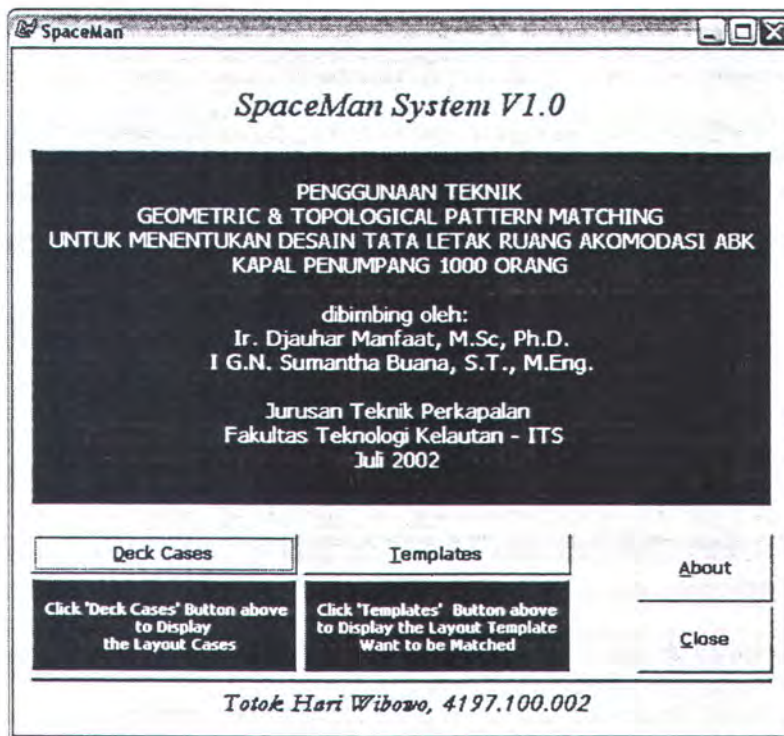 SpaceMan
SpaceMan System V1.0
PENGGUNAAN TEKNIK
GEOMETRIC & TOPOLOGICAL PATTERN MATCHING
UNTUK MENENTUKAN DESAIN TATA LETAK RUANG AKOMODASI ABK
KAPAL PENUMPANG 1000 ORANG
dibimbing oleh:
Ir. Djauhar Manfaat, M.Sc, Ph.D.
I G.N. Sumantha Buana, S.T., M.Eng.
Jurusan Teknik Perkapalan
Fakultas Teknologi Kelautan - ITS
Juli 2002
Deck Cases
Click 'Deck Cases' Button above
to Display
the Layout Cases
Templates
Click 'Templates' Button above
to Display the Layout Template
Want to be Matched
About
Close
Totok Hari Wibowo, 4197.100.002